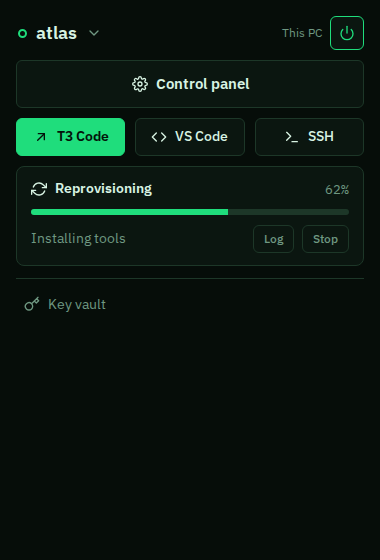 atlas
This PC
Control panel
T3 Code
VS Code
SSH
Reprovisioning
62%
Installing tools
Log
Stop
Key vault